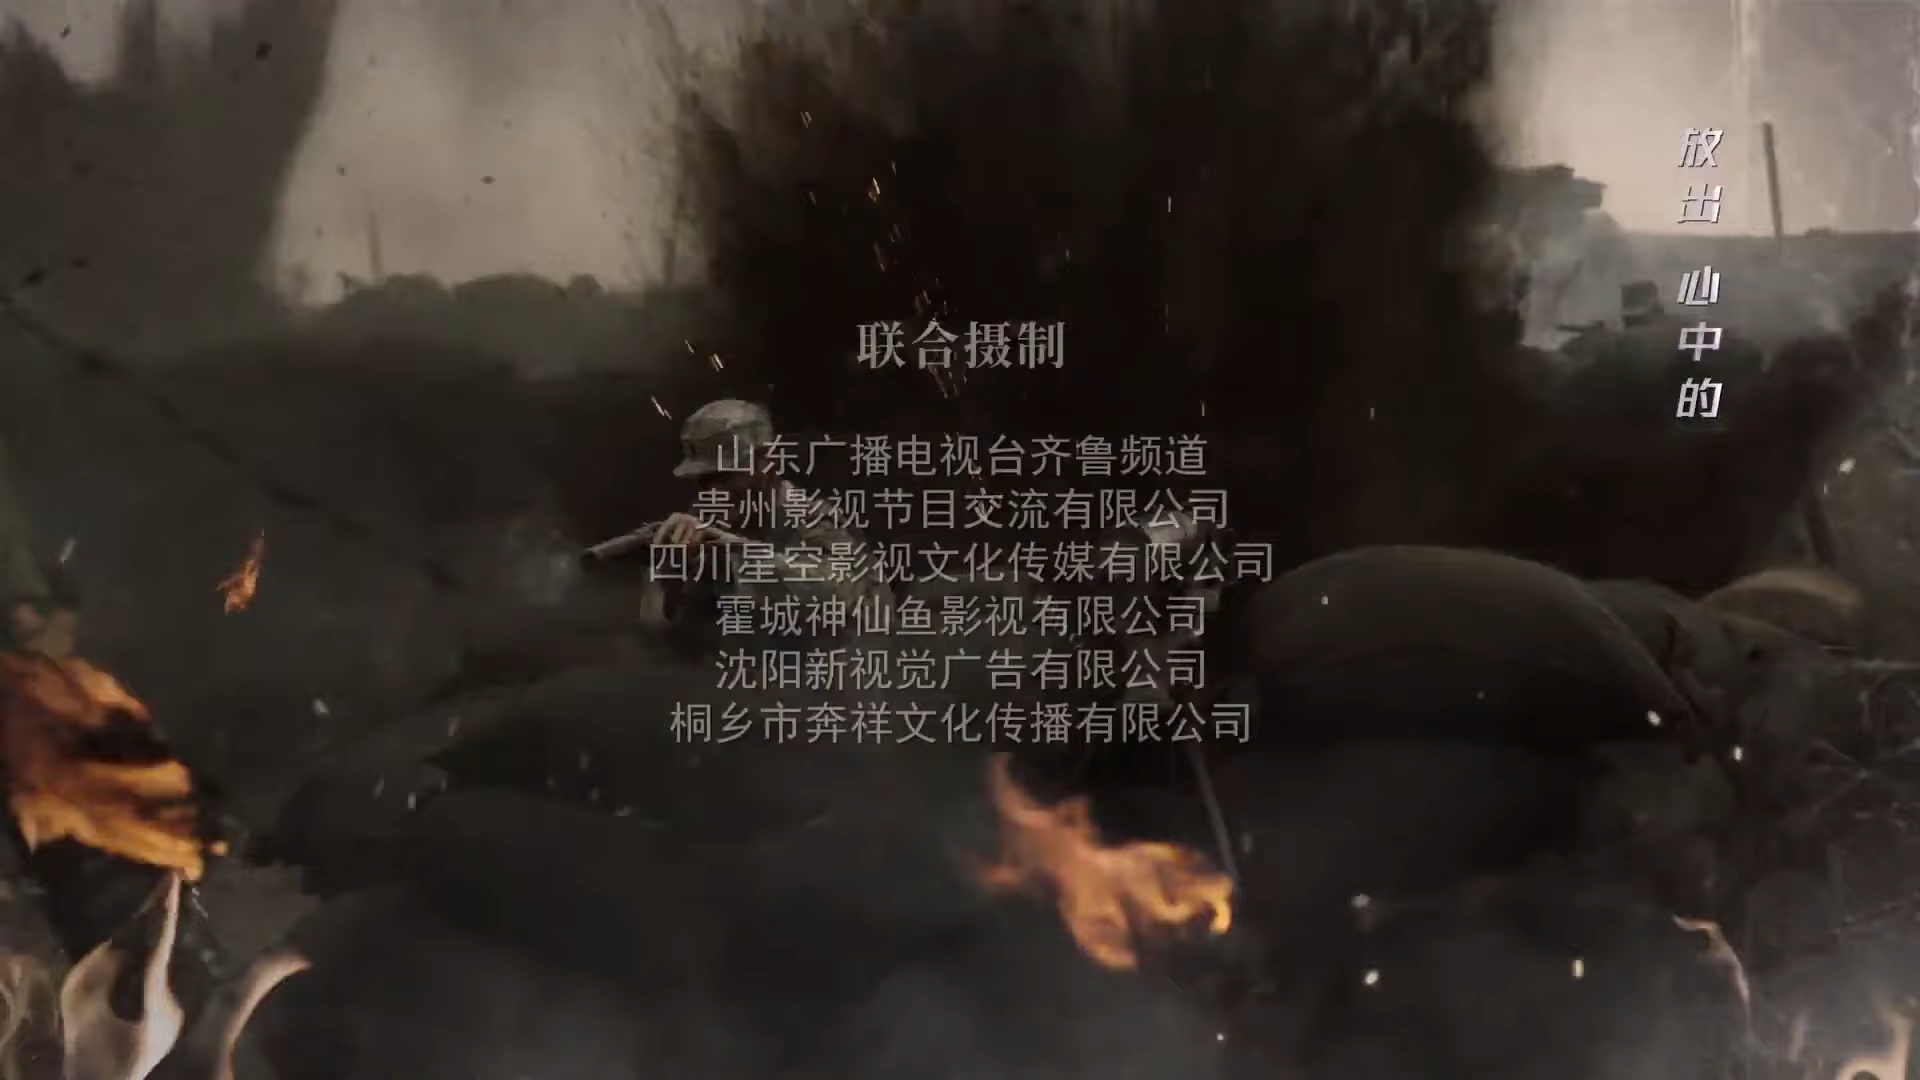 联合摄制
山东广播电视台齐鲁频道
贵州影视节目交流有限公司
四川星空影视文化传媒有限公司
霍城神仙鱼影视有限公司
沈阳新视觉广告有限公司
桐乡市奔祥文化传播有限公司
放出 心中的